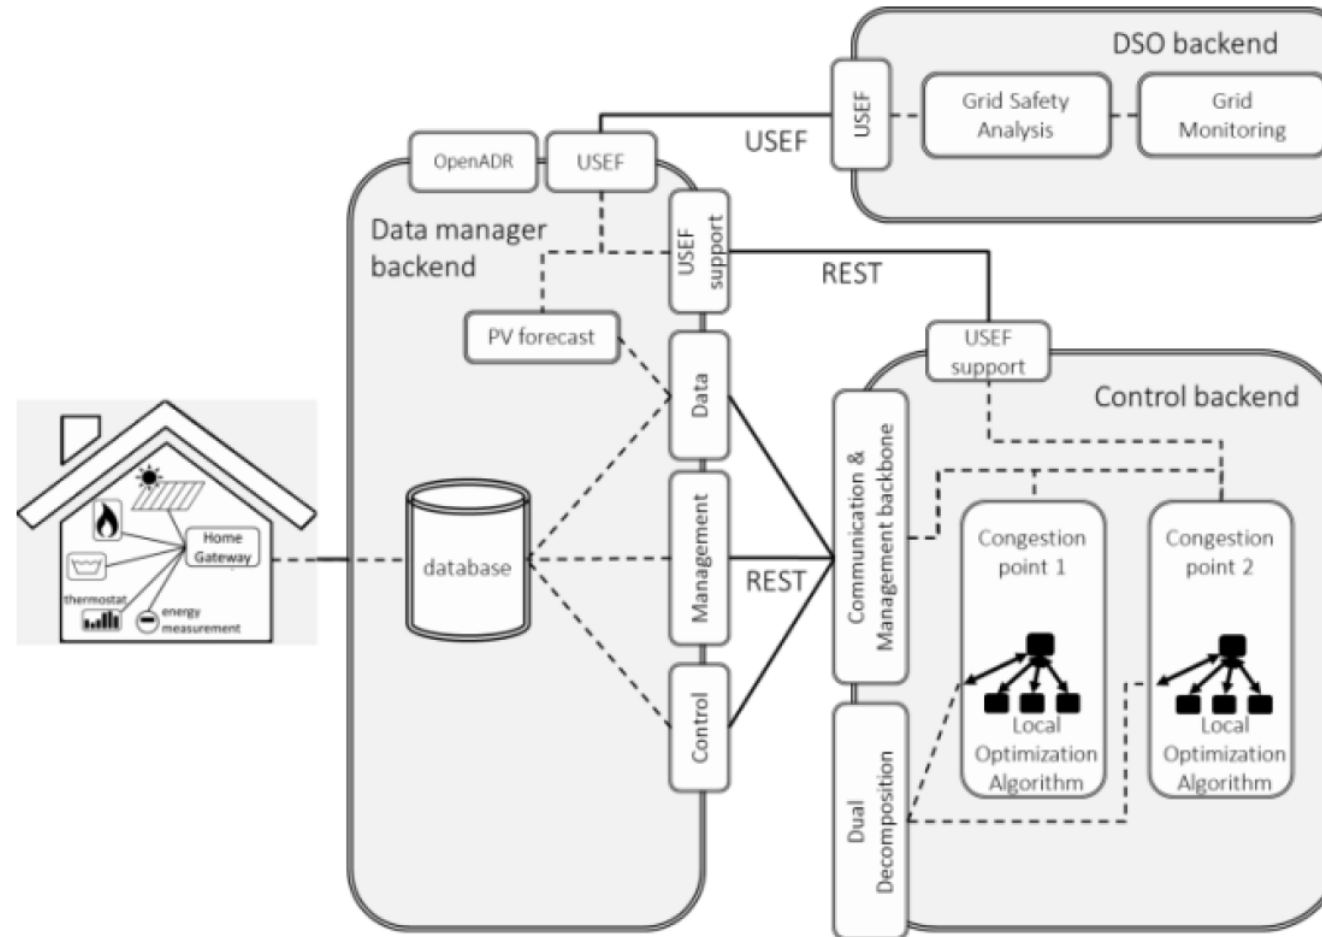 DSO backend
USEF
Grid Safety
Analysis
Grid
Monitoring
USEF
OpenADR
USEF
Data manager
backend
USEF
support
REST
PV forecast
USEF
support
Data
Control backend
Communication &
Management backbone
Home
Gateway
thermostat
energy
measurement
database
Management
REST
Congestion
point 1
Congestion
point 2
Control
Local
Optimization
Algorithm
Local
Optimization
Algorithm
Dual
Decomposition